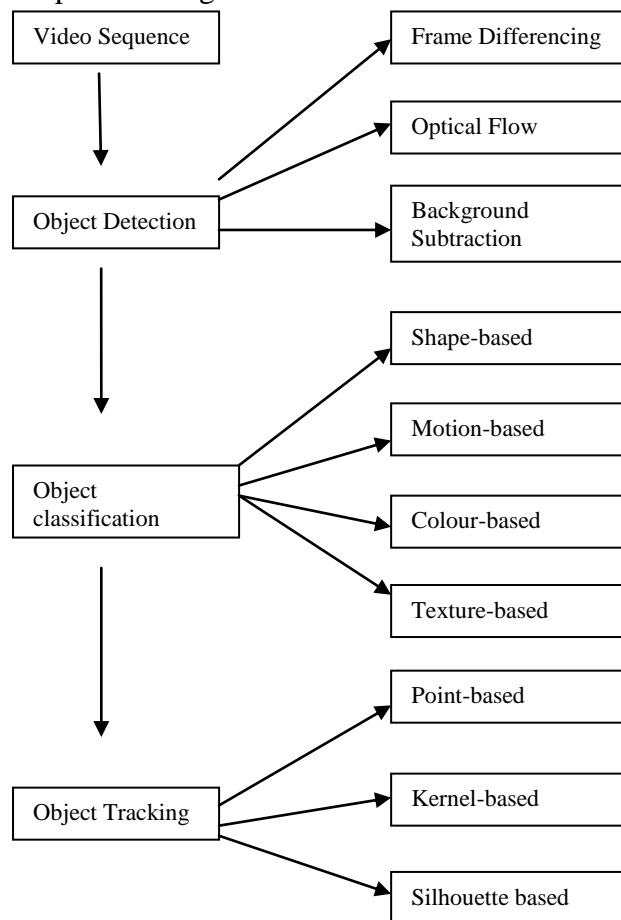 Video Sequence
Frame Differencing
Optical Flow
Object Detection
Background
Subtraction
Shape-based
Motion-based
Object
classification
Colour-based
Texture-based
Point-based
Object Tracking
Kernel-based
Silhouette based